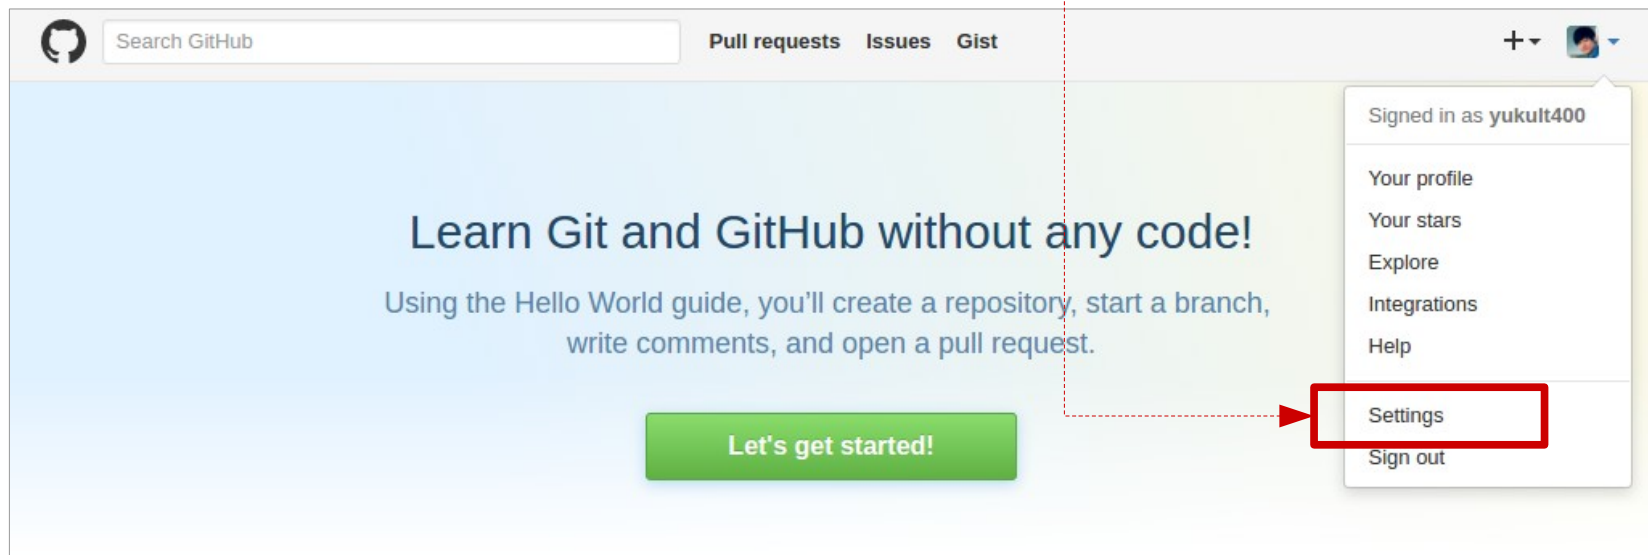 Search GitHub
Pull requests Issues Gist
Signed in as yukult400
Your profile
Your stars
Explore
Integrations
Help
Settings
Sign out
Learn Git and GitHub without any code!
Using the Hello World guide, you’ll create a repository, start a branch,
write comments, and open a pull request.
Let's get started!